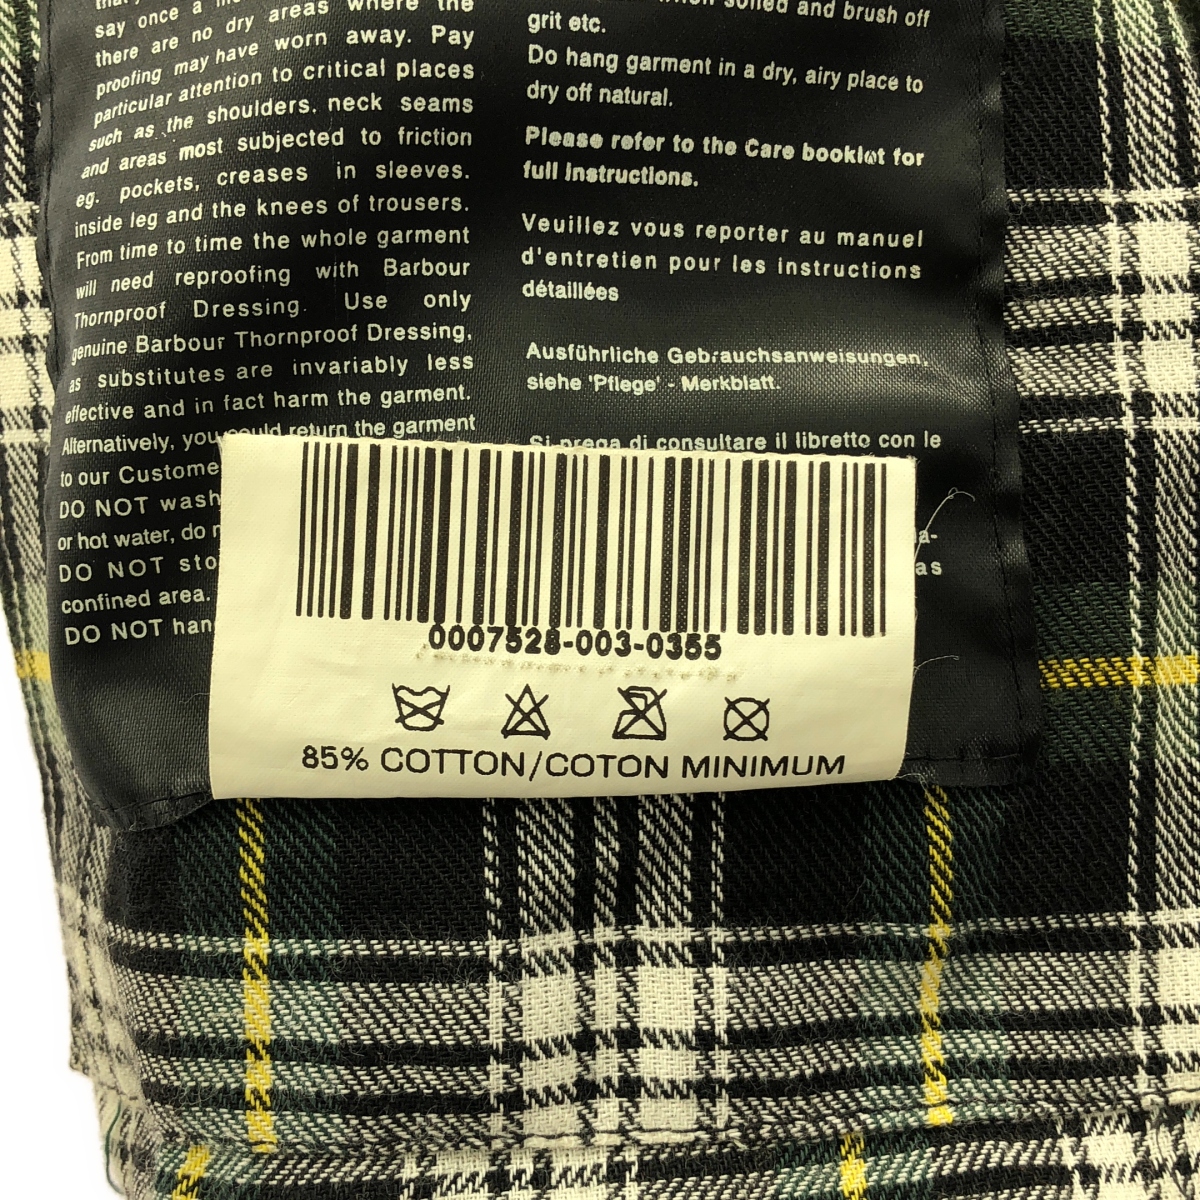 say once a
there are no dry areas where the
proofing may have worn away. Pay
particular attention to critical places
such as the shoulders, neck seams
and areas most subjected to friction
eg. pockets, creases in sleeves.
inside leg and the knees of trousers.
From time to time the whole garment
will need reproofing with Barbour
Thornproof Dressing. Use only
genuine Barbour Thornproof Dressing,
as substitutes are invariably less
effective and in fact harm the garment.
Alternatively, you could return the garment
to our Custome
DO NOT wash
or hot water, do
DO NOT sto
confined area.
DO NOT han
soiled and brush off
grit etc.
Do hang garment in a dry, airy place to
dry off natural.
Please refer to the Care booklet for
full instructions.
Veuillez vous reporter au manuel
d'entretien pour les instructions
détaillées
Ausführliche Gebrauchsanweisungen,
siehe 'Pflege' - Merkblatt.
Si prega di consultare il libretto con le
la-
as
0007528-003-0355
85% COTTON/COTON MINIMUM